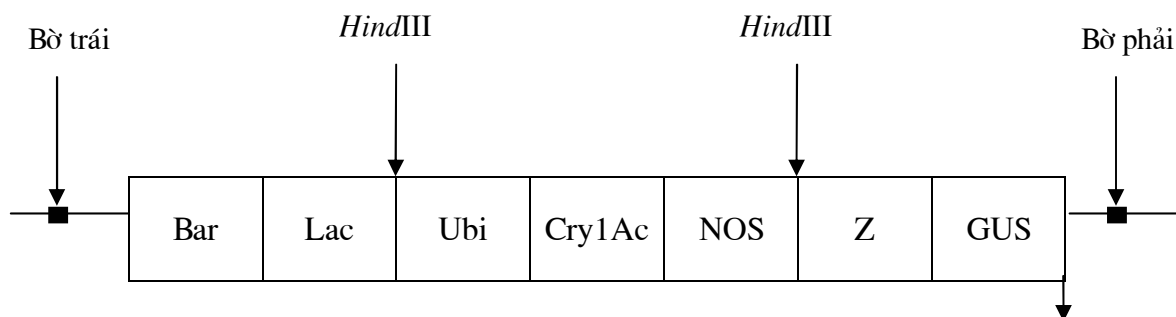 HindIII HindIII
Bờ trái Bờ phải
Bar Lac Ubi Cry1Ac NOS Z GUS